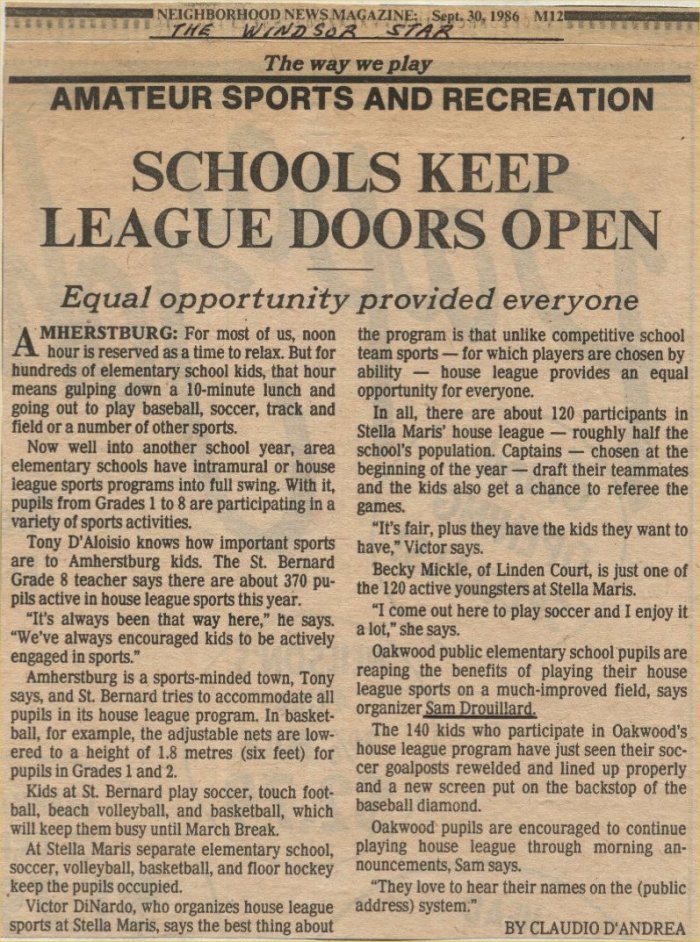 NEIGHBORHOOD NEWS MAGAZINE: Sept. 30, 1986 M12
THE WINDSOR STAR
The way we play
AMATEUR SPORTS AND RECREATION
SCHOOLS KEEP
LEAGUE DOORS OPEN
Equal opportunity provided everyone
AMHERSTBURG: For most of us, noon
hour is reserved as a time to relax. But for
hundreds of elementary school kids, that hour
means gulping down a 10-minute lunch and
going out to play baseball, soccer, track and
field or a number of other sports.
Now well into another school year, area
elementary schools have intramural or house
league sports programs into full swing. With it,
pupils from Grades 1 to 8 are participating in a
variety of sports activities.
Tony D'Aloisio knows how important sports
are to Amherstburg kids. The St. Bernard
Grade 8 teacher says there are about 370 pu-
pils active in house league sports this year.
"It's always been that way here," he says.
"We've always encouraged kids to be actively
engaged in sports."
Amherstburg is a sports-minded town, Tony
says, and St. Bernard tries to accommodate all
pupils in its house league program. In basket-
ball, for example, the adjustable nets are low-
ered to a height of 1.8 metres (six feet) for
pupils in Grades 1 and 2.
Kids at St. Bernard play soccer, touch foot-
ball, beach volleyball, and basketball, which
will keep them busy until March Break.
At Stella Maris separate elementary school,
soccer, volleyball, basketball, and floor hockey
keep the pupils occupied.
Victor DiNardo, who organizes house league
sports at Stella Maris, says the best thing about
the program is that unlike competitive school
team sports — for which players are chosen by
ability — house league provides an equal
opportunity for everyone.
In all, there are about 120 participants in
Stella Maris' house league — roughly half the
school's population. Captains — chosen at the
beginning of the year — draft their teammates
and the kids also get a chance to referee the
games.
"It's fair, plus they have the kids they want to
have," Victor says.
Becky Mickle, of Linden Court, is just one of
the 120 active youngsters at Stella Maris.
"I come out here to play soccer and I enjoy it
a lot," she says.
Oakwood public elementary school pupils are
reaping the benefits of playing their house
league sports on a much-improved field, says
organizer Sam Drouillard.
The 140 kids who participate in Oakwood's
house league program have just seen their soc-
cer goalposts rewelded and lined up properly
and a new screen put on the backstop of the
baseball diamond.
Oakwood pupils are encouraged to continue
playing house league through morning an-
nouncements, Sam says.
"They love to hear their names on the (public
address) system."
BY CLAUDIO D'ANDREA